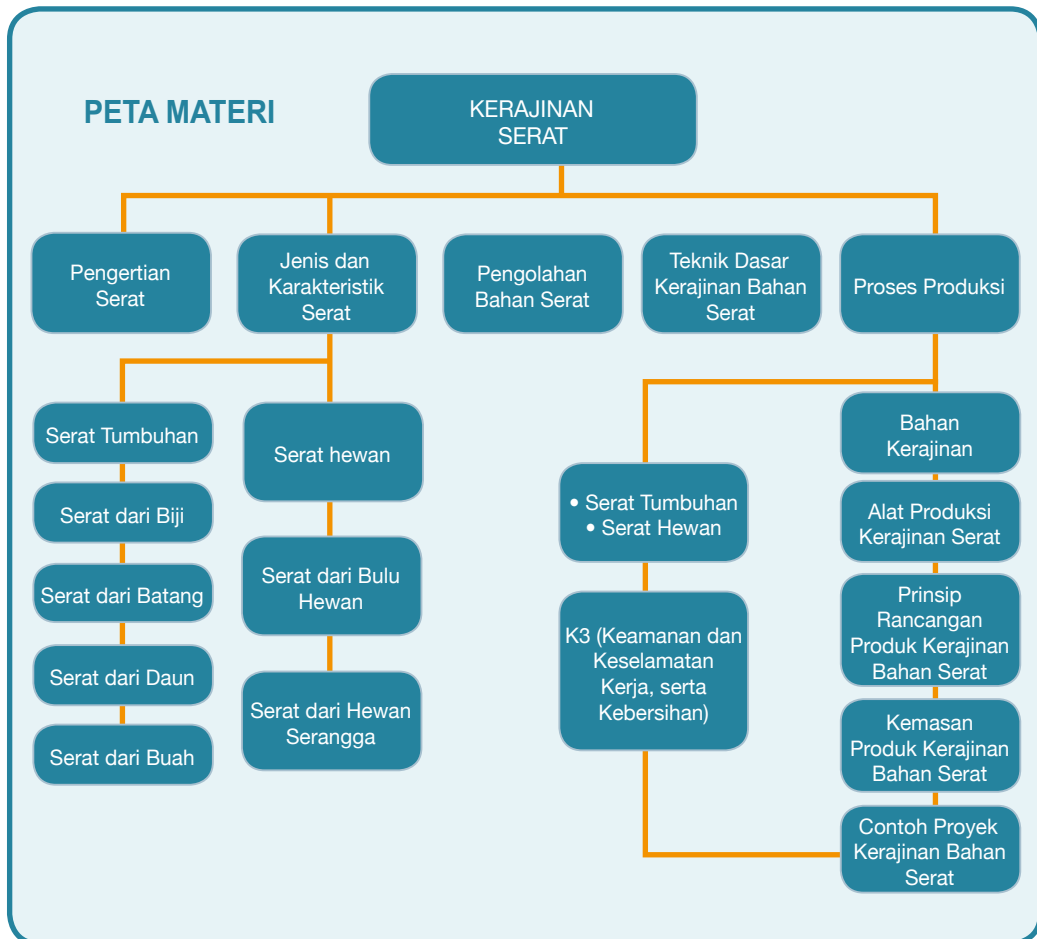 PETA MATERI
KERAJINAN
SERAT
Pengertian
Serat
Jenis dan
Karakteristik
Serat
Pengolahan
Bahan Serat
Teknik Dasar
Kerajinan Bahan
Serat
Proses Produksi
Serat Tumbuhan
Serat dari Biji
Serat dari Batang
Serat dari Daun
Serat dari Buah
Serat hewan
Serat dari Bulu
Hewan
Serat dari Hewan
Serangga
• Serat Tumbuhan
• Serat Hewan
K3 (Keamanan dan
Keselamatan
Kerja, serta
Kebersihan)
Bahan
Kerajinan
Alat Produksi
Kerajinan Serat
Prinsip
Rancangan
Produk Kerajinan
Bahan Serat
Kemasan
Produk Kerajinan
Bahan Serat
Contoh Proyek
Kerajinan Bahan
Serat